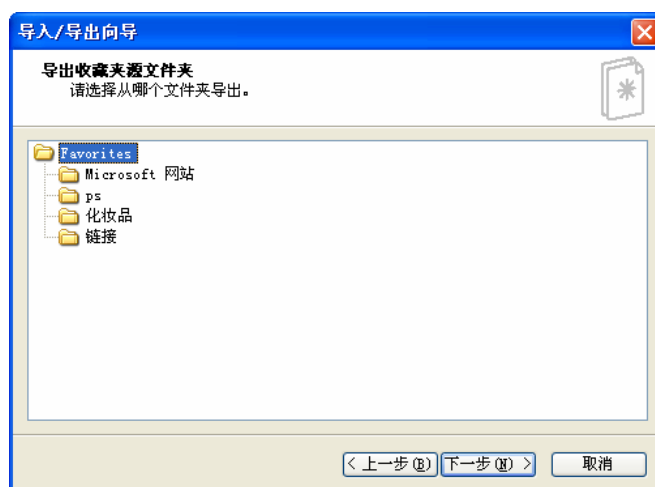 导入/导出向导
导出收藏夹源文件夹
请选择从哪个文件夹导出。
Favorites
Microsoft 网站
ps
化妆品
链接
< 上一步(B) 下一步(N) > 取消